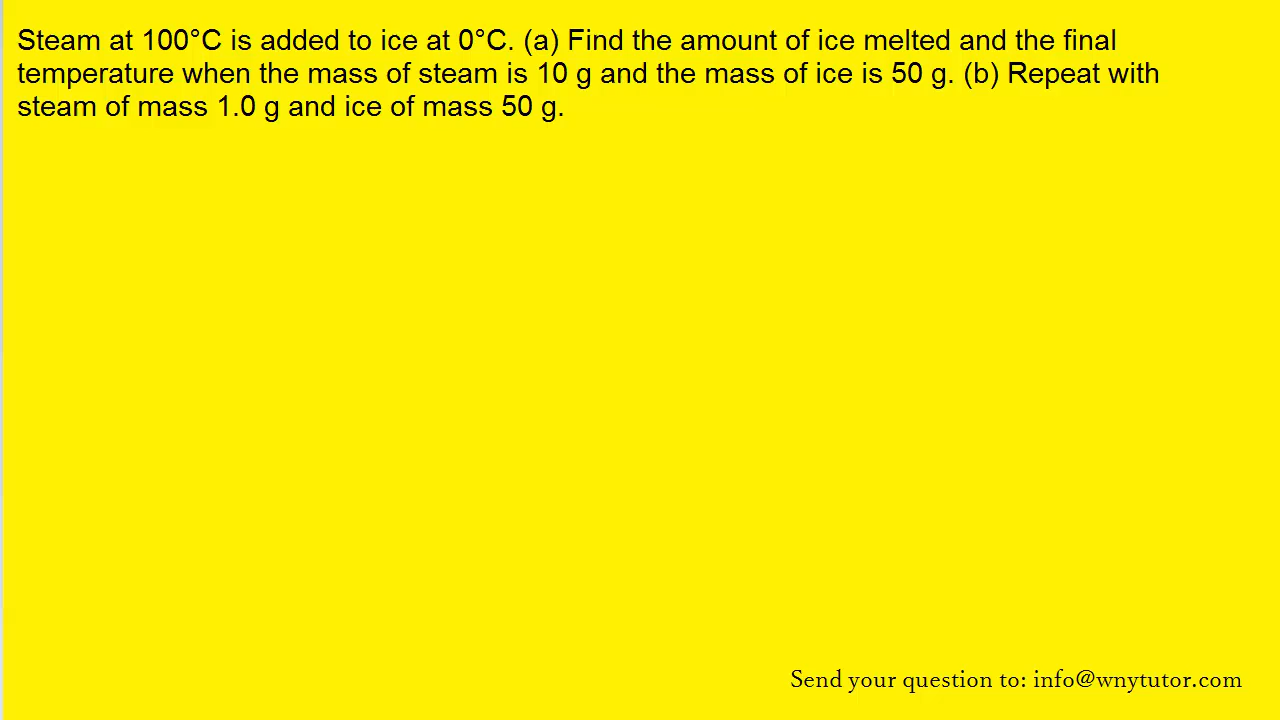 Steam at 100°C is added to ice at 0°C. (a) Find the amount of ice melted and the final
temperature when the mass of steam is 10 g and the mass of ice is 50 g. (b) Repeat with
steam of mass 1.0 g and ice of mass 50 g.
Send your question to: info@wnytutor.com